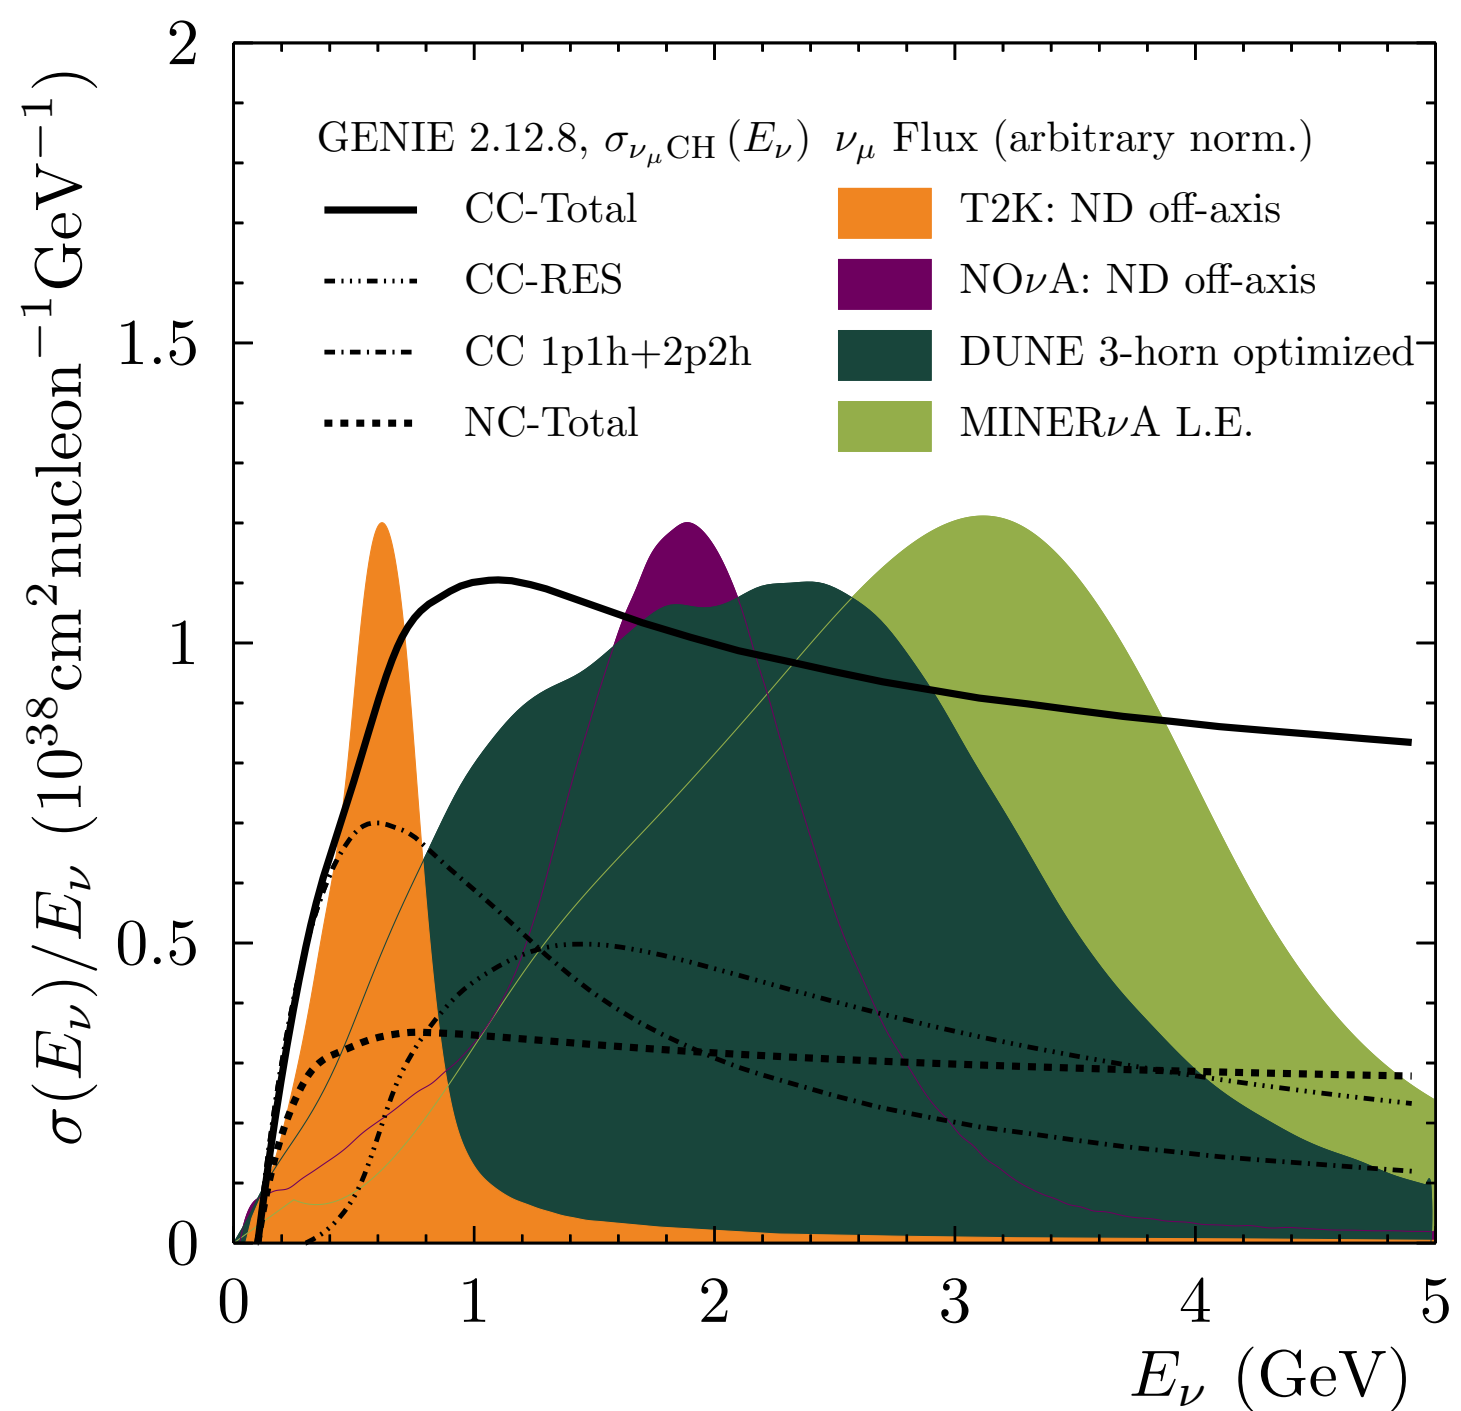 2
1.5
1
0.5
0
σ(E_ν)/E_ν (10^38 cm^2 nucleon^−1 GeV^−1)
GENIE 2.12.8, σ_{ν_μ CH} (E_ν) ν_μ Flux (arbitrary norm.)
CC-Total T2K: ND off-axis
CC-RES NOνA: ND off-axis
CC 1p1h+2p2h DUNE 3-horn optimized
NC-Total MINERνA L.E.
0 1 2 3 4 5
E_ν (GeV)